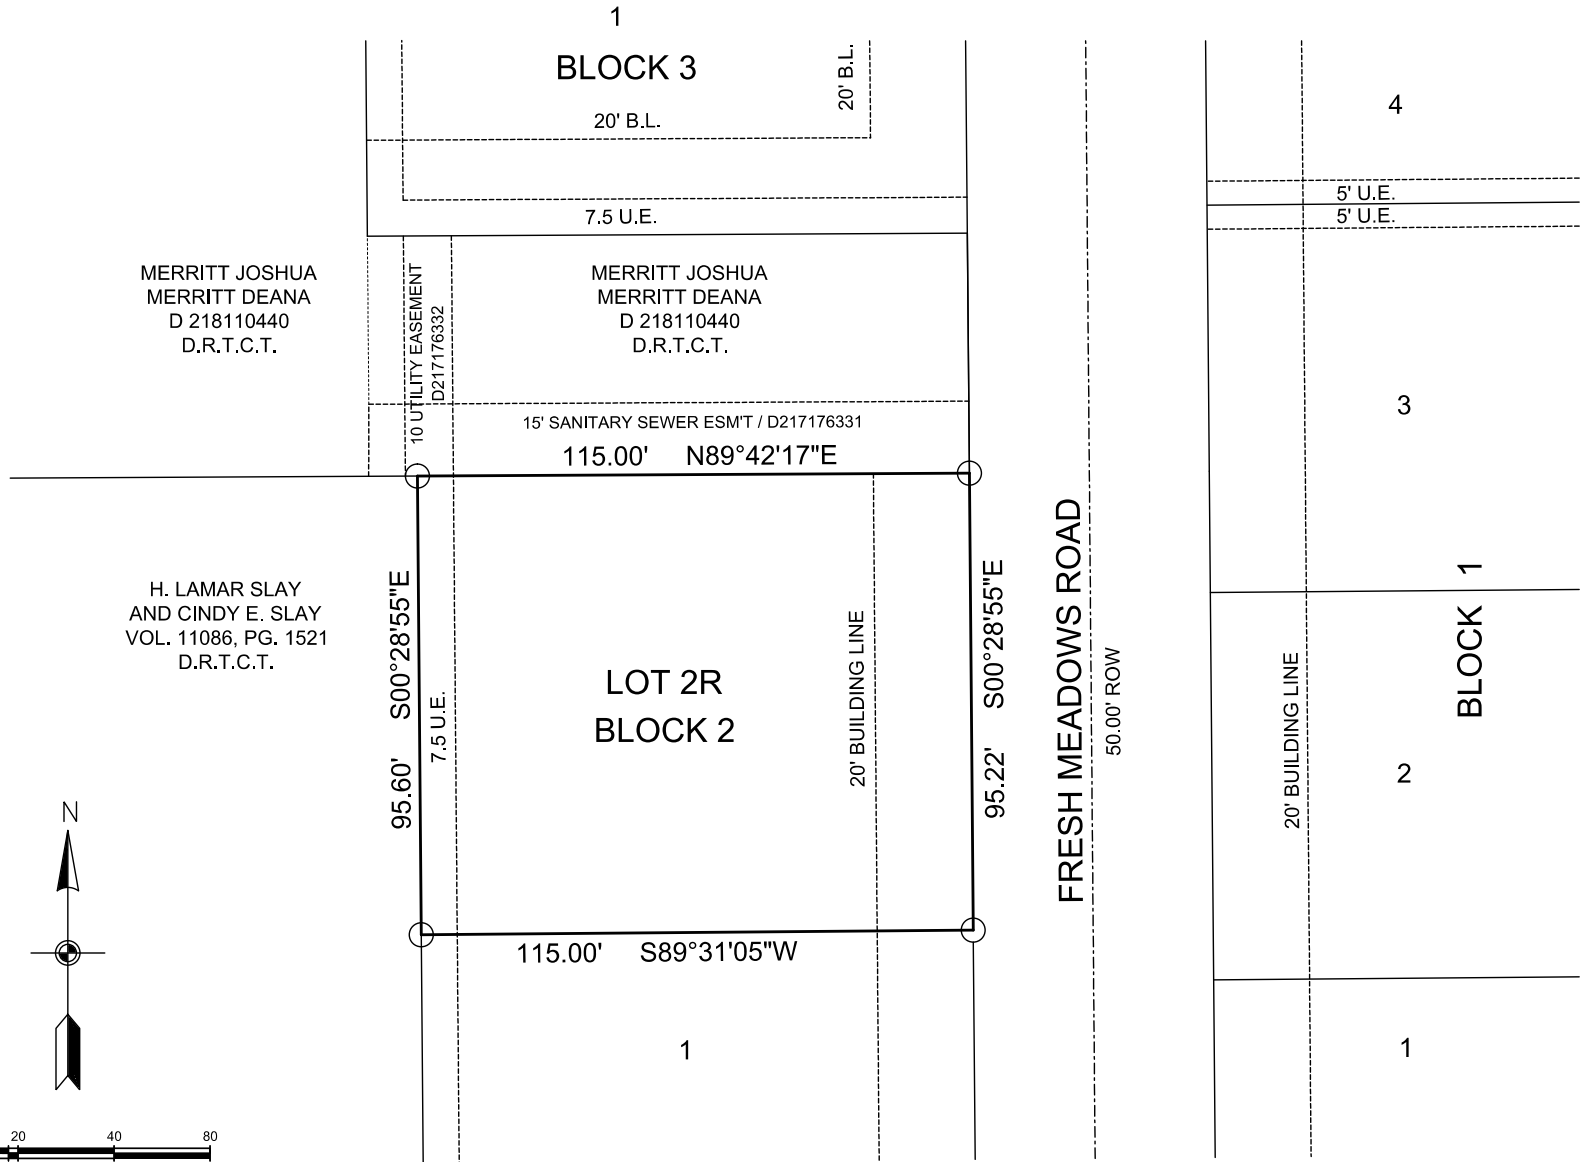 1
BLOCK 3
20' B.L.
20' B.L.
7.5 U.E.
4
5' U.E.
5' U.E.
MERRITT JOSHUA
MERRITT DEANA
D 218110440
D.R.T.C.T.
10 UTILITY EASEMENT
D217176332
MERRITT JOSHUA
MERRITT DEANA
D 218110440
D.R.T.C.T.
15' SANITARY SEWER ESM'T / D217176331
115.00' N89°42'17"E
3
H. LAMAR SLAY
AND CINDY E. SLAY
VOL. 11086, PG. 1521
D.R.T.C.T.
95.60' S00°28'55"E
7.5 U.E.
LOT 2R
BLOCK 2
20' BUILDING LINE
95.22' S00°28'55"E
FRESH MEADOWS ROAD
50.00' ROW
20' BUILDING LINE
BLOCK 1
2
N
115.00' S89°31'05"W
1
1
20 40 80